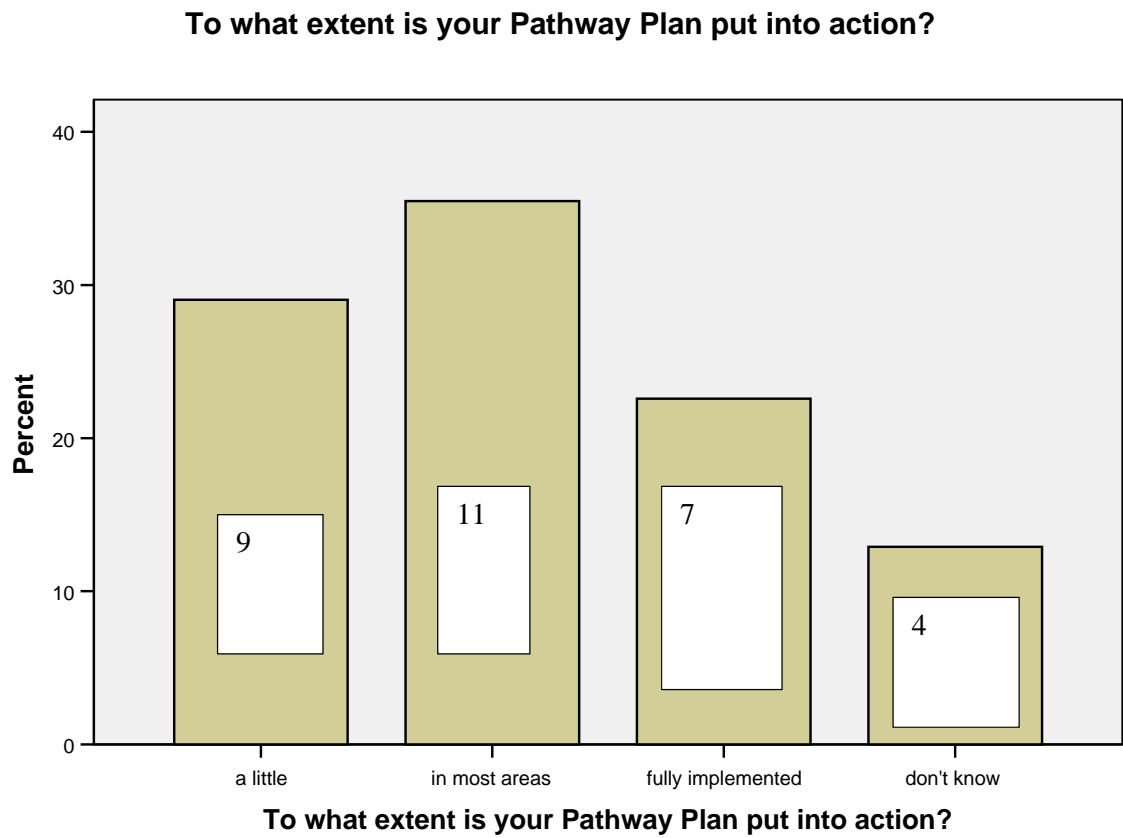 To what extent is your Pathway Plan put into action?
40
30
20
10
0
Percent
9
11
7
4
a little
in most areas
fully implemented
don't know
To what extent is your Pathway Plan put into action?